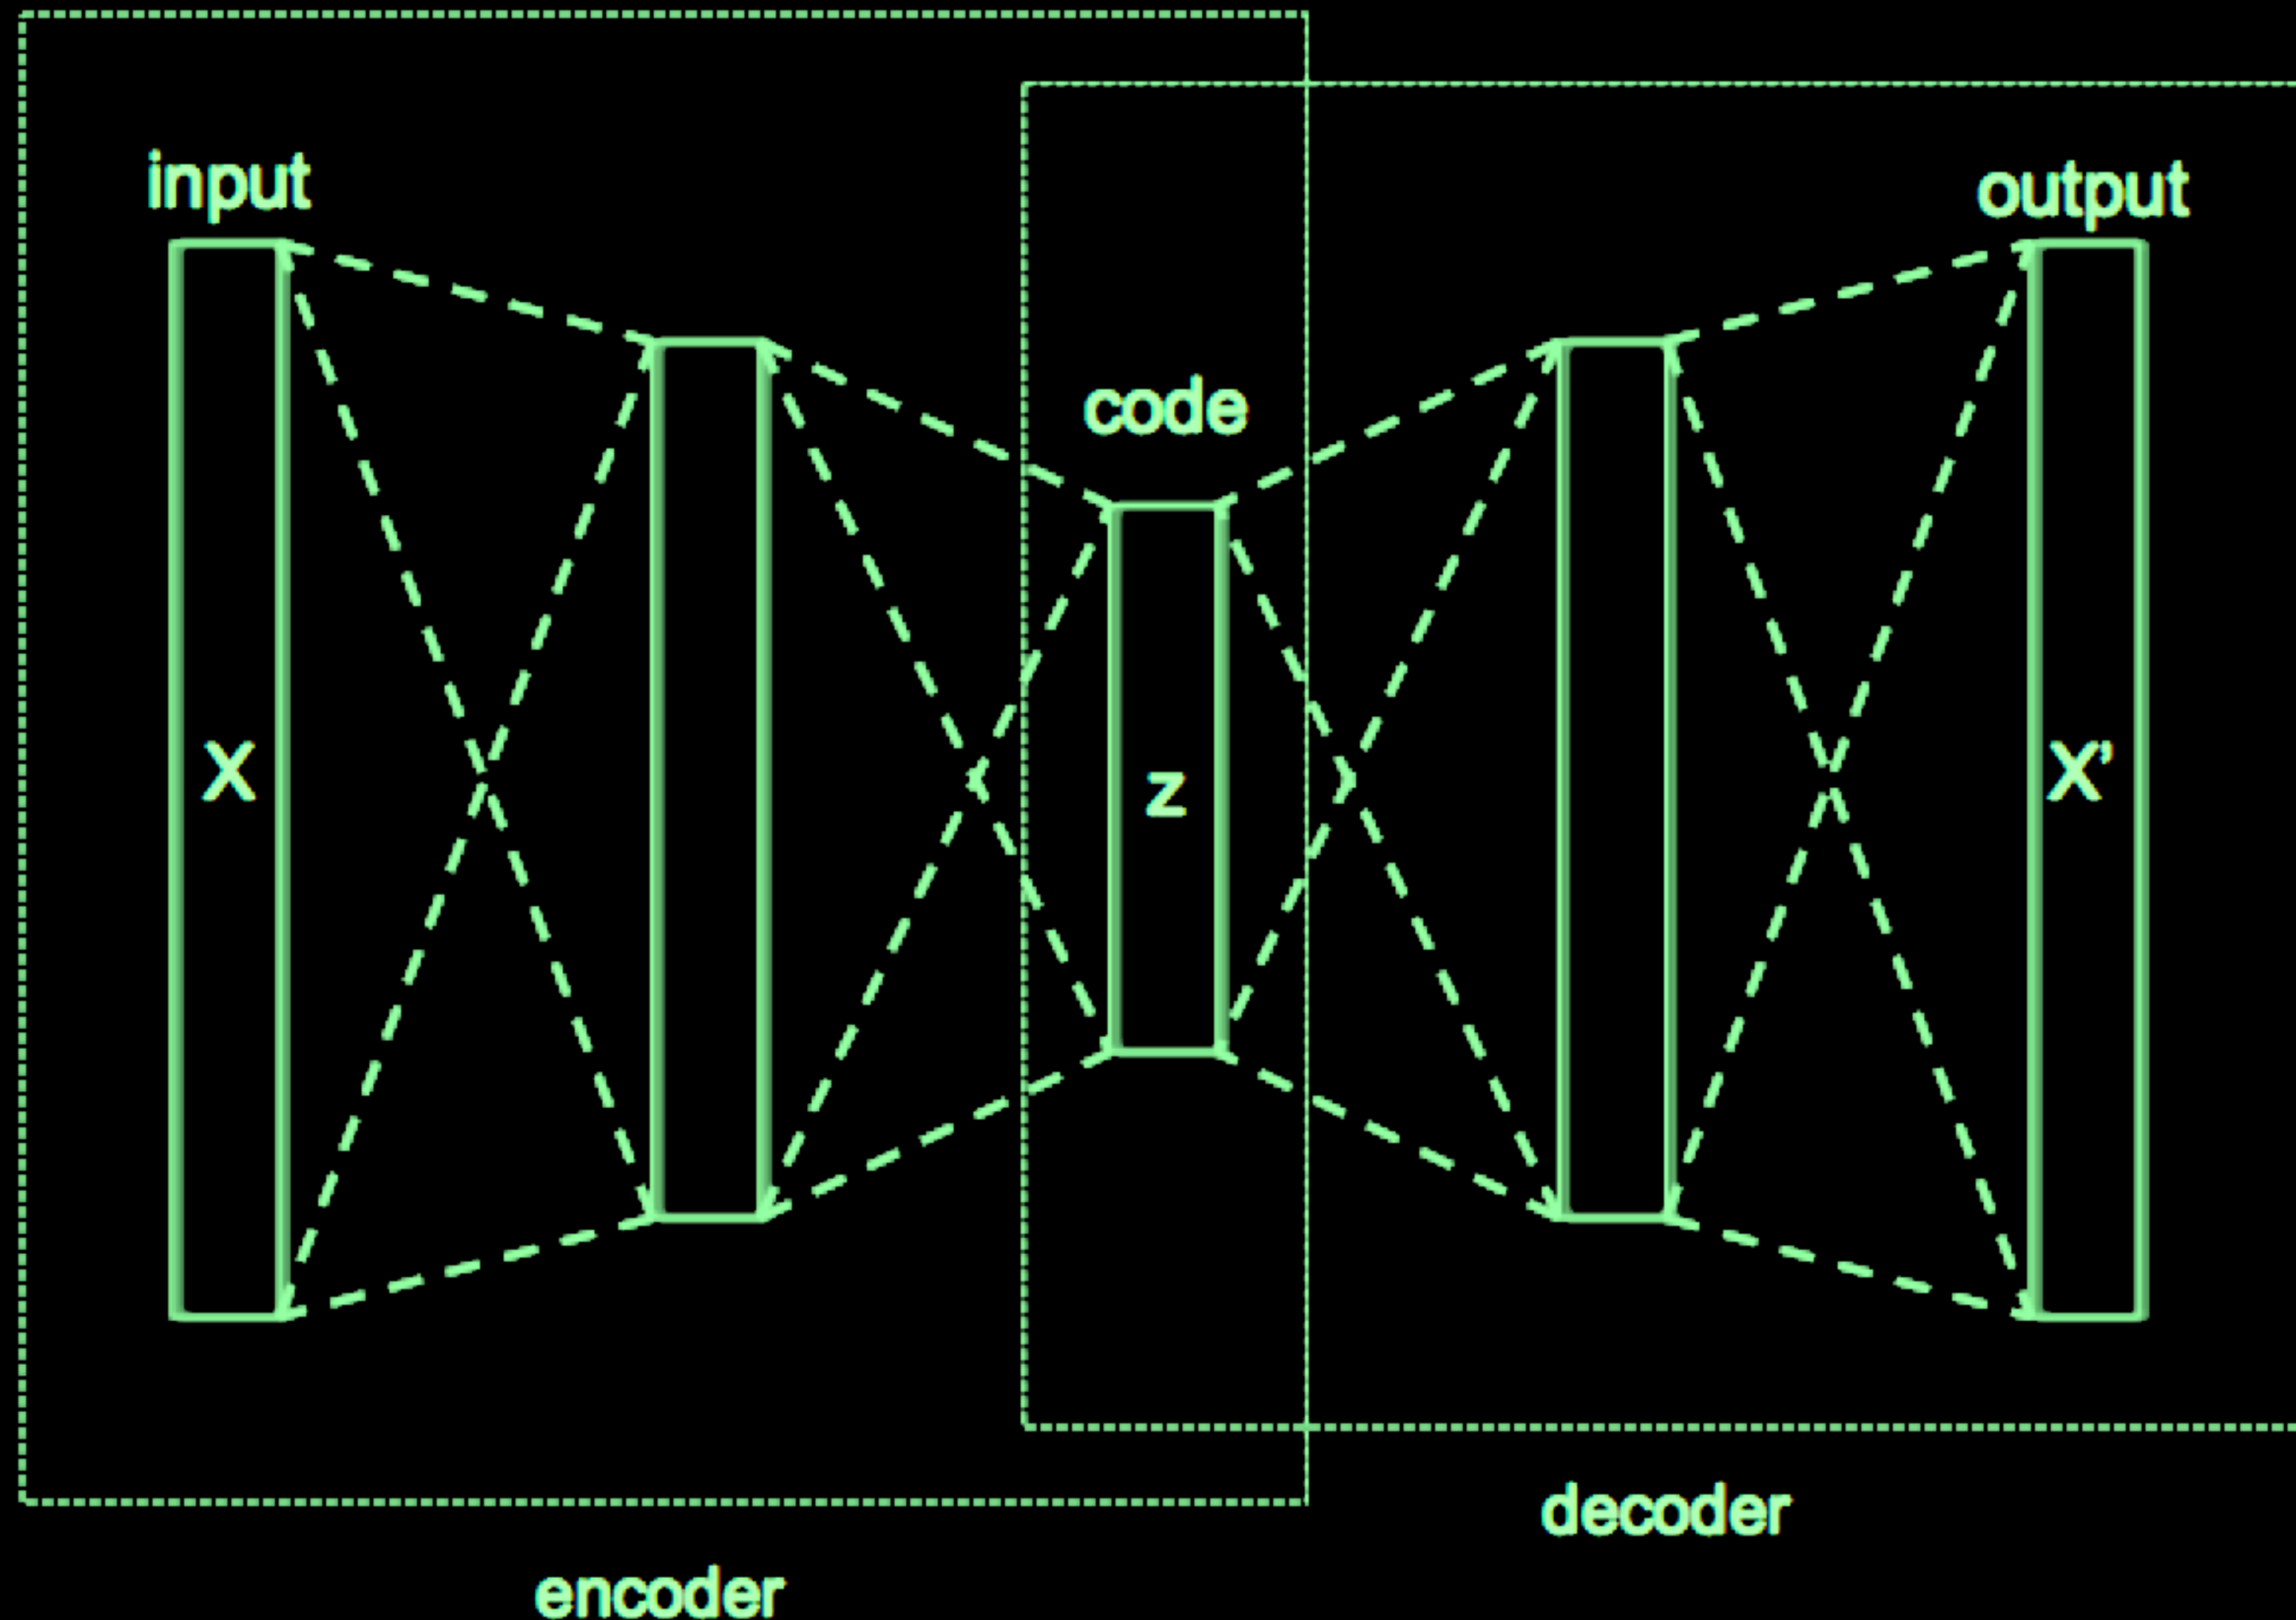 input
output
code
X
z
X'
decoder
encoder